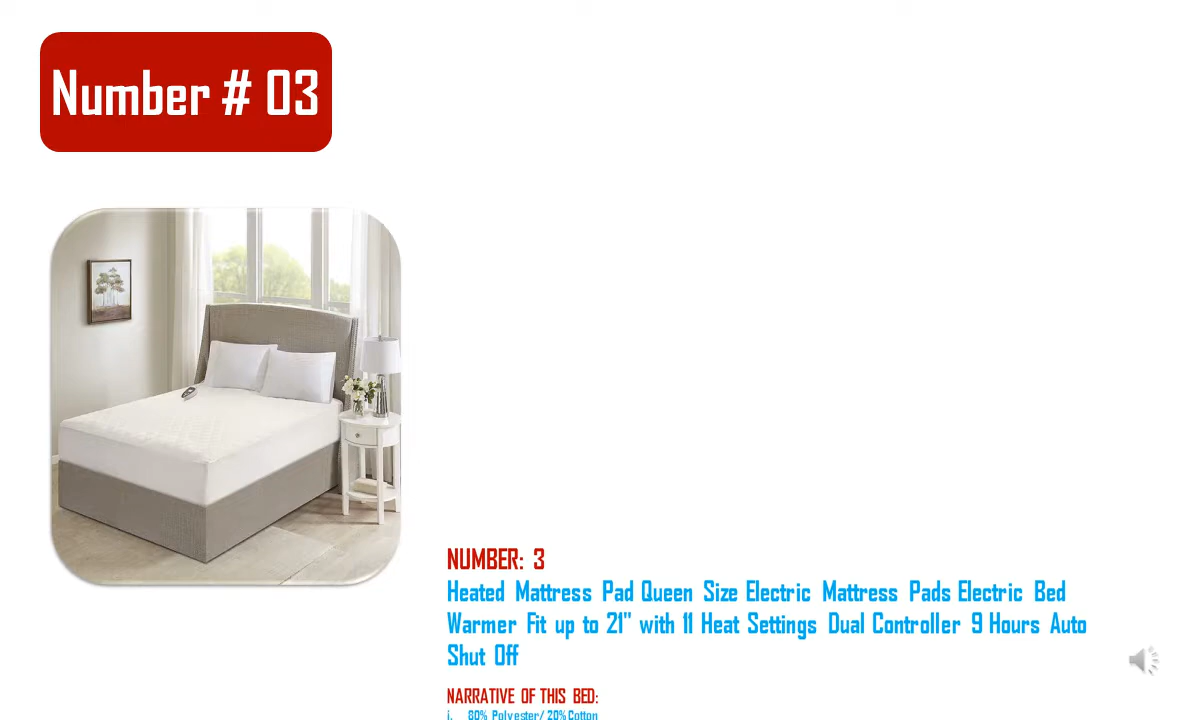 Number # 03
NUMBER: 3
Heated Mattress Pad Queen Size Electric Mattress Pads Electric Bed
Warmer Fit up to 21" with 11 Heat Settings Dual Controller 9 Hours Auto
Shut Off
NARRATIVE OF THIS BED:
i. 80% Polyester/ 20% Cotton